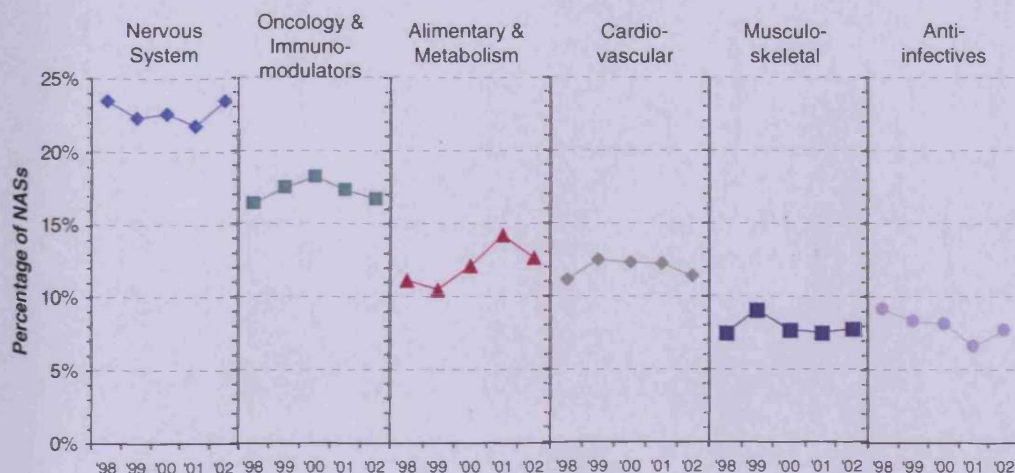 Nervous
System
Oncology &
Immuno-
modulators
Alimentary &
Metabolism
Cardio-
vascular
Musculo-
skeletal
Anti-
infectives
Percentage of NASs
25%
20%
15%
10%
5%
0%
'98 '99 '00 '01 '02 '98 '99 '00 '01 '02 '98 '99 '00 '01 '02 '98 '99 '00 '01 '02 '98 '99 '00 '01 '02 '98 '99 '00 '01 '02